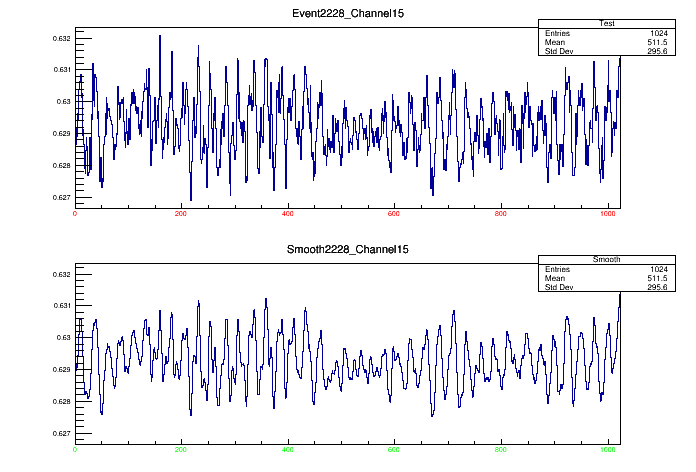 Event2228_Channel15
Test
Entries 1024
Mean 511.5
Std Dev 295.6
0.632
0.631
0.63
0.629
0.628
0.627
0 200 400 600 800 1000
Smooth2228_Channel15
Smooth
Entries 1024
Mean 511.5
Std Dev 295.6
0.632
0.631
0.63
0.629
0.628
0.627
0 200 400 600 800 1000